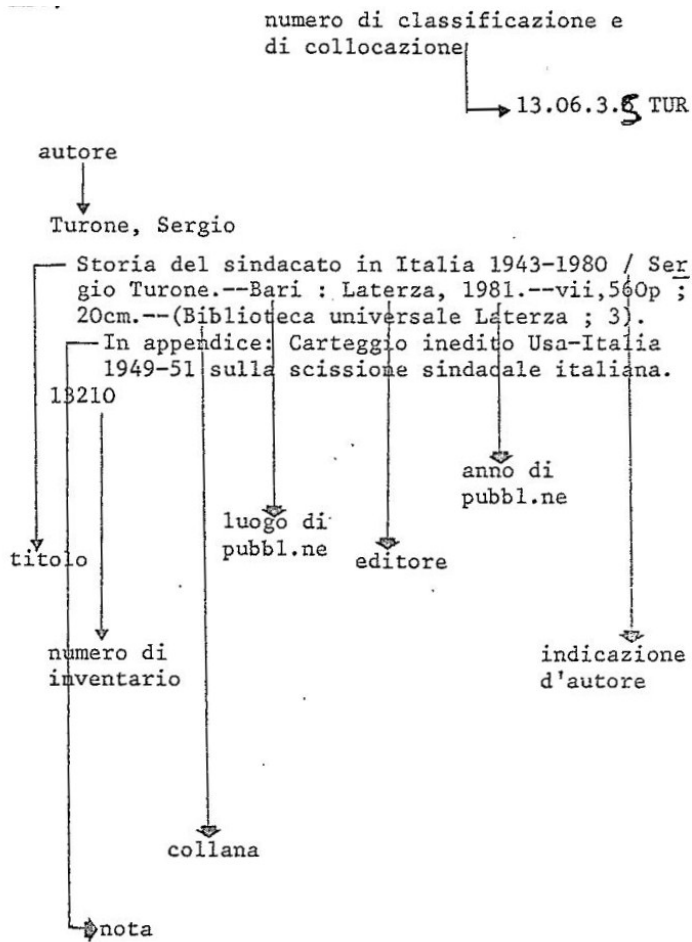 numero di classificazione e
di collocazione
13.06.3.5 TUR
autore
Turone, Sergio
Storia del sindacato in Italia 1943-1980 / Ser
gio Turone.--Bari : Laterza, 1981.--vii,560p ;
20cm.--(Biblioteca universale Laterza ; 3).
In appendice: Carteggio inedito Usa-Italia
1949-51 sulla scissione sindacale italiana.
13210
anno di
pubbl.ne
luogo di
pubbl.ne
editore
titolo
numero di
inventario
indicazione
d'autore
collana
nota